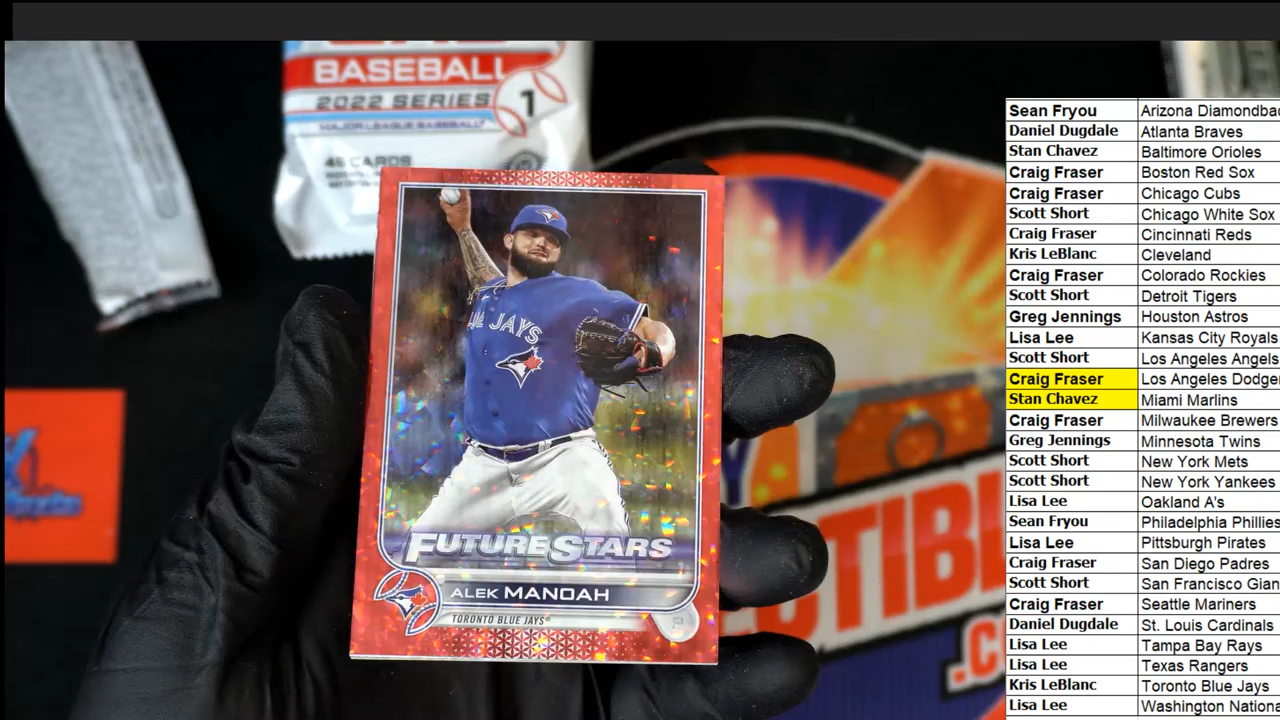 BASEBALL
2022 SERIES 1
MAJOR LEAGUE BASEBALL
46 CARDS
BLUE JAYS
FUTURE STARS
ALEK MANOAH
TORONTO BLUE JAYS
TIB
.c
Sean Fryou Arizona Diamondbac
Daniel Dugdale Atlanta Braves
Stan Chavez Baltimore Orioles
Craig Fraser Boston Red Sox
Craig Fraser Chicago Cubs
Scott Short Chicago White Sox
Craig Fraser Cincinnati Reds
Kris LeBlanc Cleveland
Craig Fraser Colorado Rockies
Scott Short Detroit Tigers
Greg Jennings Houston Astros
Lisa Lee Kansas City Royals
Scott Short Los Angeles Angels
Craig Fraser Los Angeles Dodger
Stan Chavez Miami Marlins
Craig Fraser Milwaukee Brewers
Greg Jennings Minnesota Twins
Scott Short New York Mets
Scott Short New York Yankees
Lisa Lee Oakland A's
Sean Fryou Philadelphia Phillies
Lisa Lee Pittsburgh Pirates
Craig Fraser San Diego Padres
Scott Short San Francisco Gian
Craig Fraser Seattle Mariners
Daniel Dugdale St. Louis Cardinals
Lisa Lee Tampa Bay Rays
Lisa Lee Texas Rangers
Kris LeBlanc Toronto Blue Jays
Lisa Lee Washington Nationa